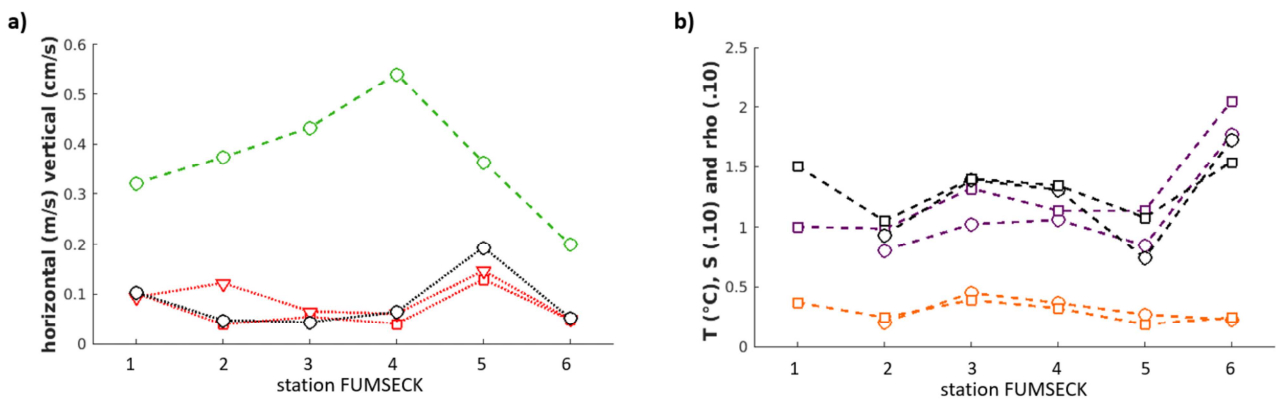 a)
horizontal (m/s) vertical (cm/s)
0.6
0.5
0.4
0.3
0.2
0.1
0
1 2 3 4 5 6
station FUMSECK
b)
T (°C), S (.10) and rho (.10)
2.5
2
1.5
1
0.5
0
1 2 3 4 5 6
station FUMSECK